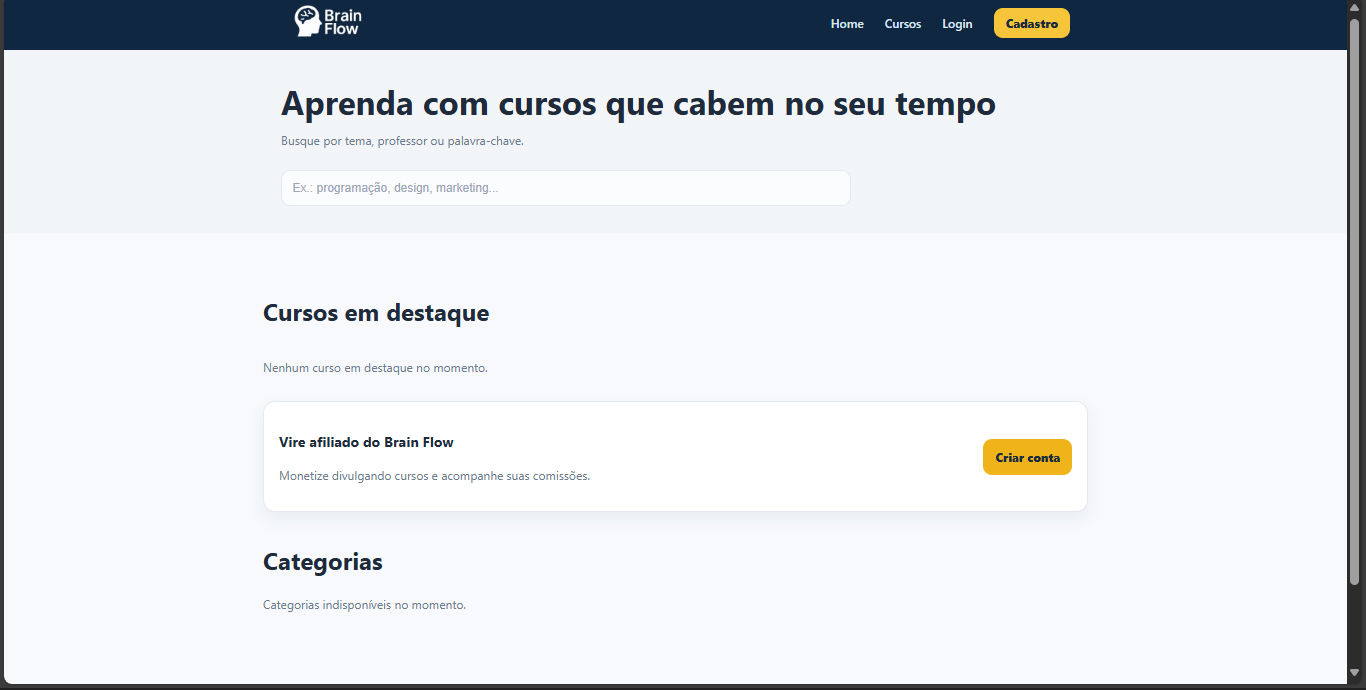 Brain
Flow
Home Cursos Login Cadastro
Aprenda com cursos que cabem no seu tempo
Busque por tema, professor ou palavra-chave.
Ex.: programação, design, marketing...
Cursos em destaque
Nenhum curso em destaque no momento.
Vire afiliado do Brain Flow
Monetize divulgando cursos e acompanhe suas comissões.
Criar conta
Categorias
Categorias indisponíveis no momento.